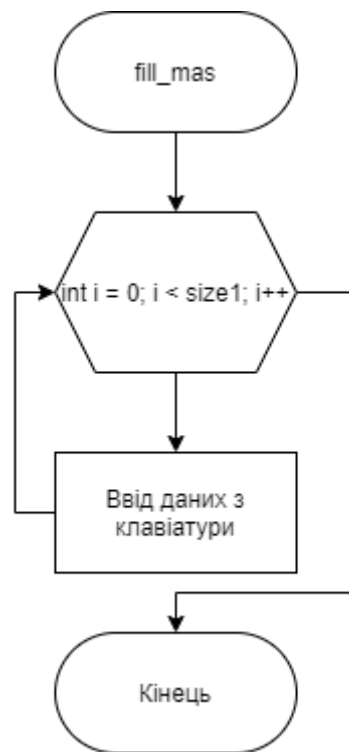 fill_mas
int i = 0; i < size1; i++
Ввід даних з
клавіатури
Кінець